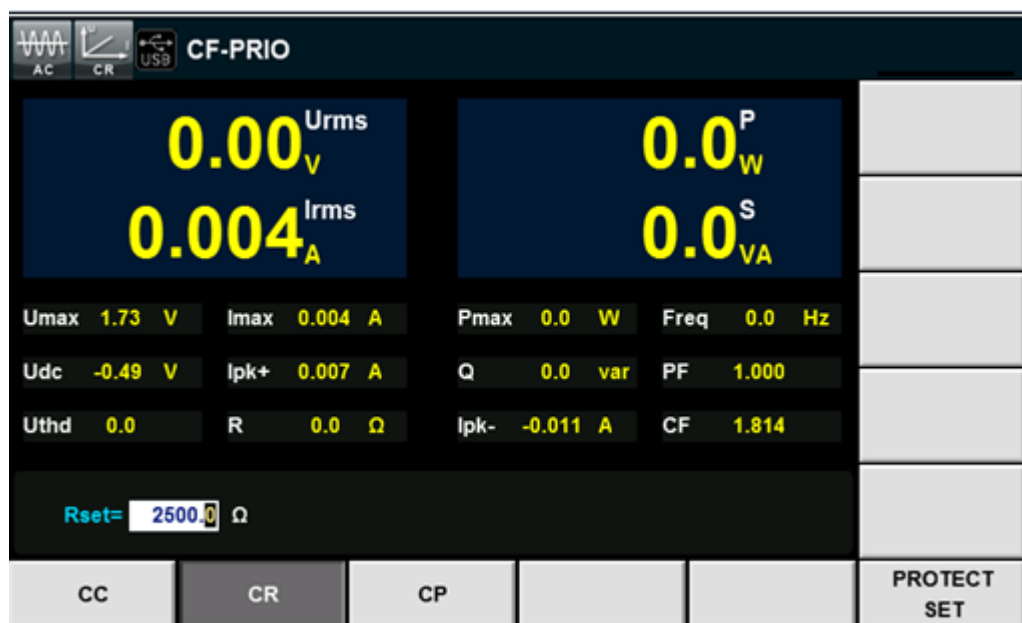 AC CR USB CF-PRIO
0.00 Urms V 0.0 P W
0.004 Irms A 0.0 S VA
Umax 1.73 V Imax 0.004 A Pmax 0.0 W Freq 0.0 Hz
Udc -0.49 V Ipk+ 0.007 A Q 0.0 var PF 1.000
Uthd 0.0 R 0.0 Ω Ipk- -0.011 A CF 1.814
Rset= 2500.0 Ω
CC CR CP PROTECT
SET